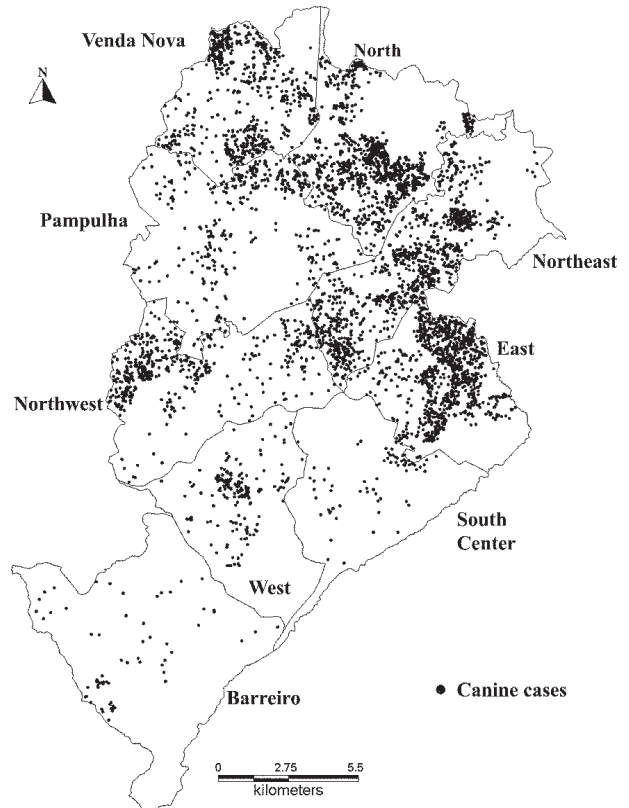 Venda Nova
North
N
Pampulha
Northeast
East
Northwest
South
Center
West
Barreiro
Canine cases
0 2.75 5.5
kilometers